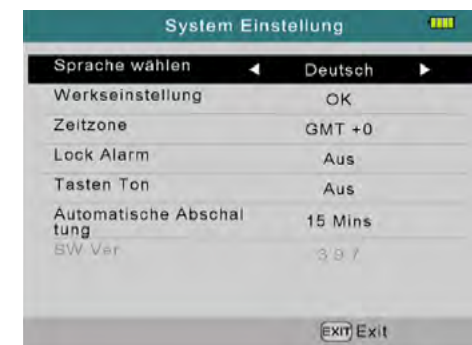 System Einstellung
Sprache wählen Deutsch
Werkseinstellung OK
Zeitzone GMT +0
Lock Alarm Aus
Tasten Ton Aus
Automatische Abschal
tung 15 Mins
SW Ver 3.9.7
EXIT Exit